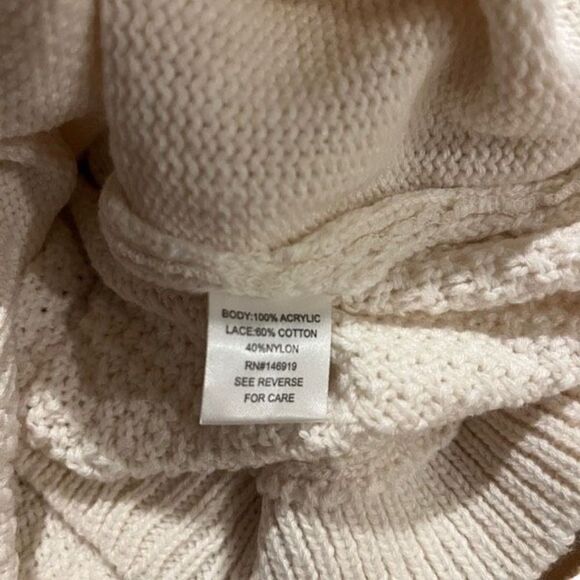 BODY:100% ACRYLIC
LACE:60% COTTON
40%NYLON
RN#146919
SEE REVERSE
FOR CARE